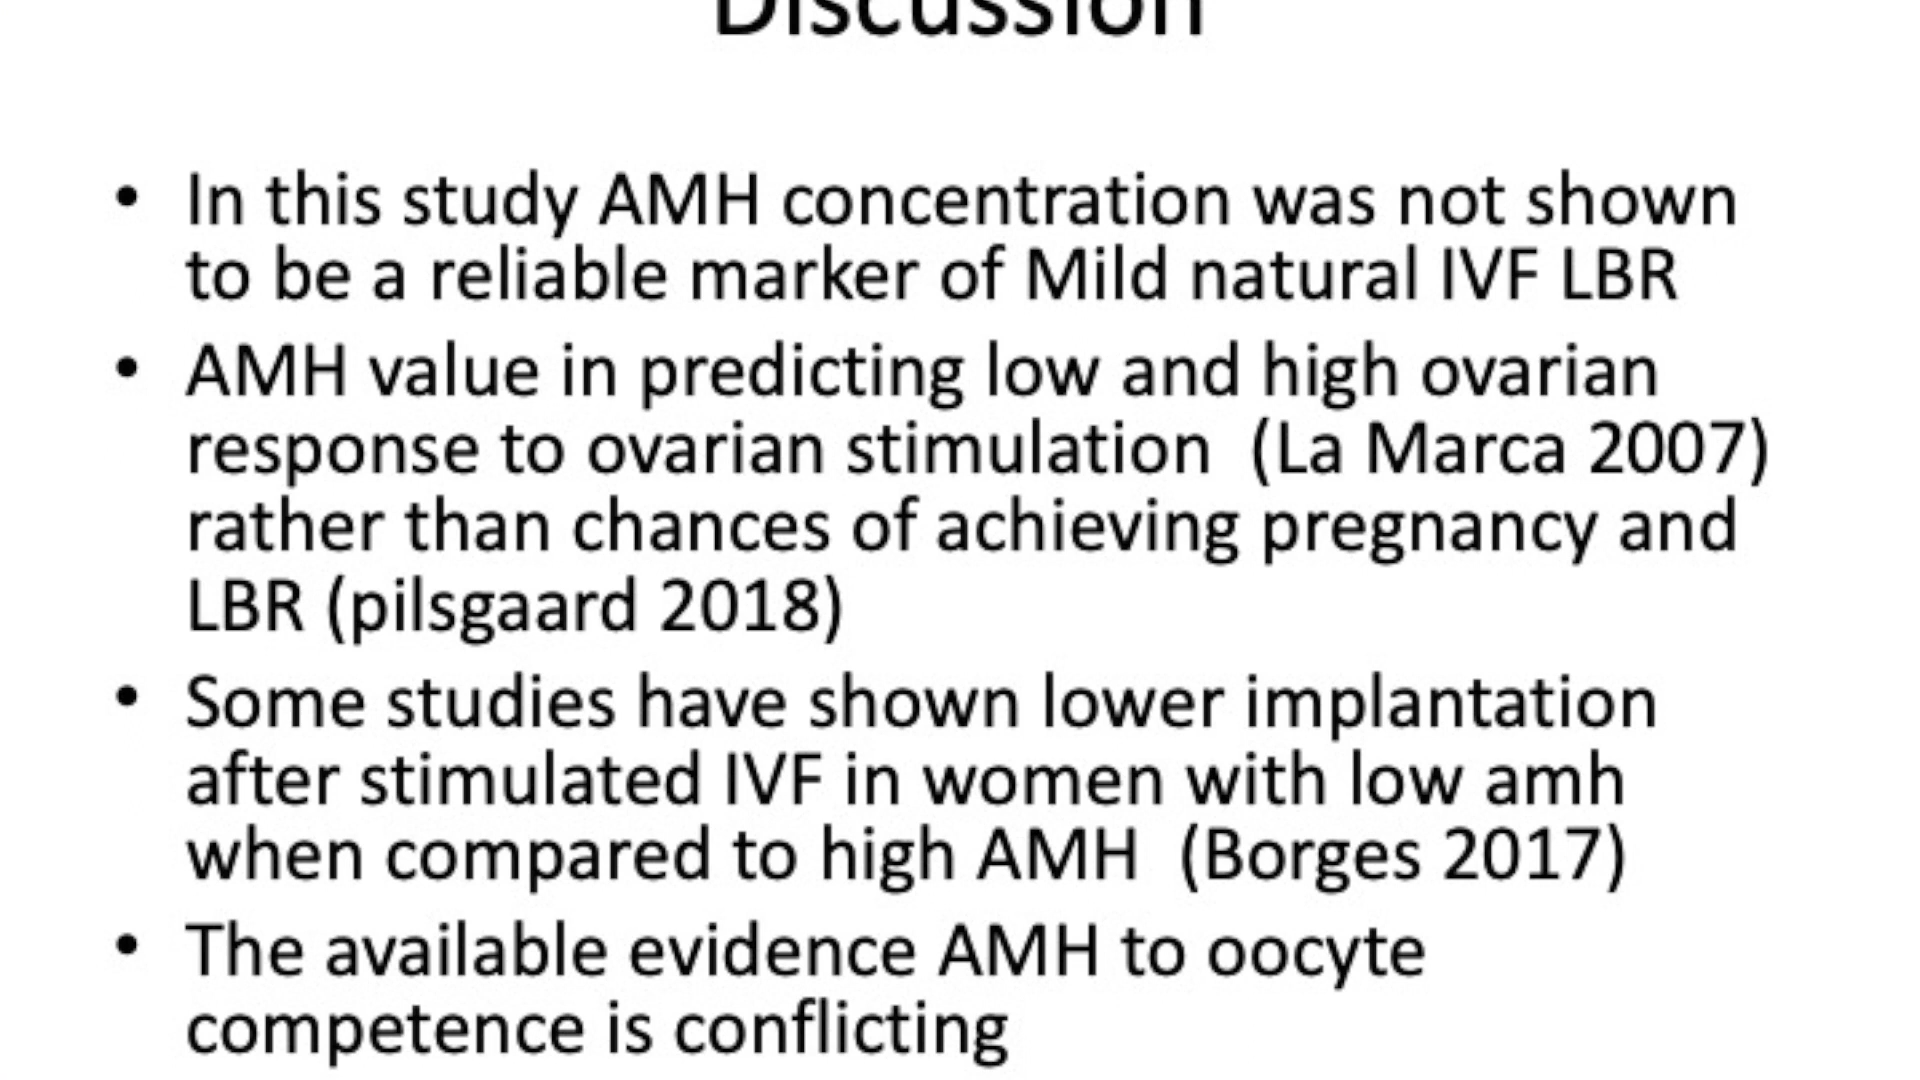 Discussion
• In this study AMH concentration was not shown
to be a reliable marker of Mild natural IVF LBR
• AMH value in predicting low and high ovarian
response to ovarian stimulation  (La Marca 2007)
rather than chances of achieving pregnancy and
LBR (pilsgaard 2018)
• Some studies have shown lower implantation
after stimulated IVF in women with low amh
when compared to high AMH  (Borges 2017)
• The available evidence AMH to oocyte
competence is conflicting